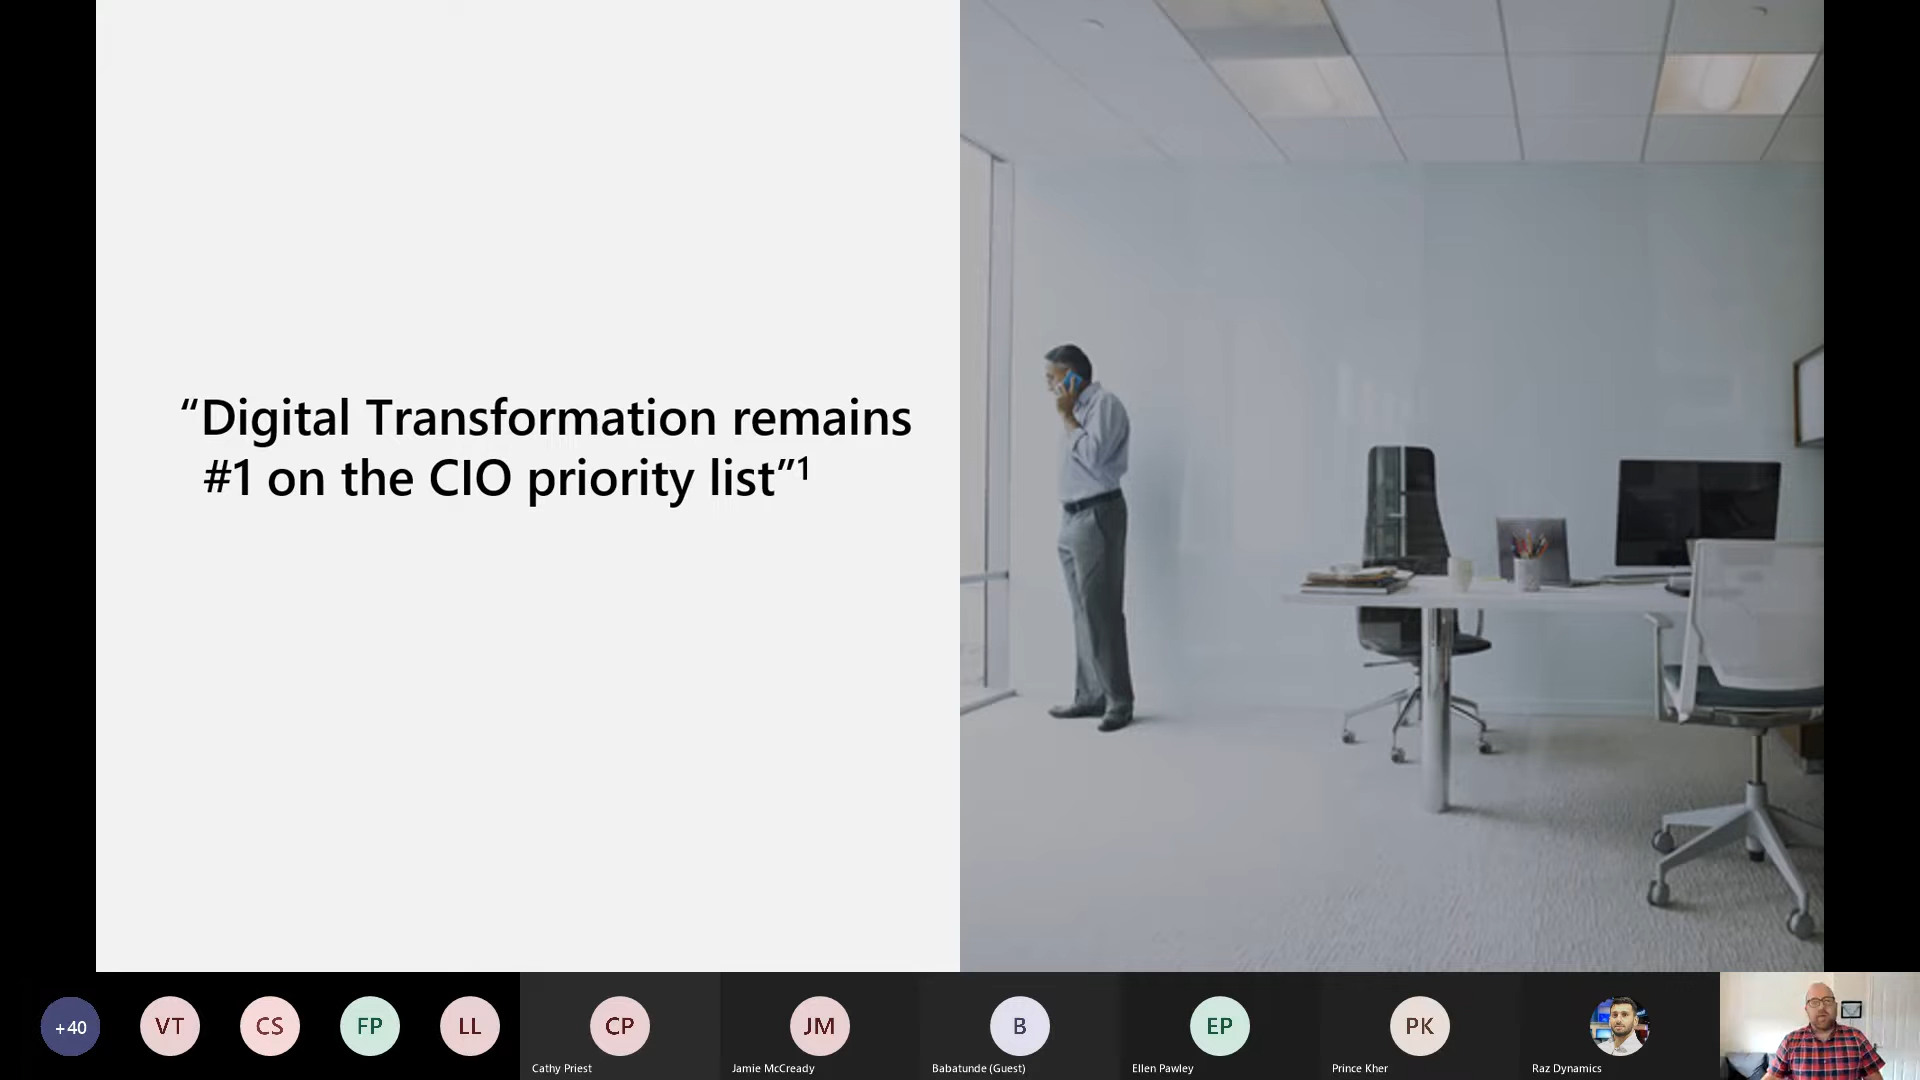 “Digital Transformation remains
#1 on the CIO priority list”¹
+40
VT
CS
FP
LL
CP
JM
B
EP
PK
Cathy Priest
Jamie McCready
Babatunde (Guest)
Ellen Pawley
Prince Kher
Raz Dynamics